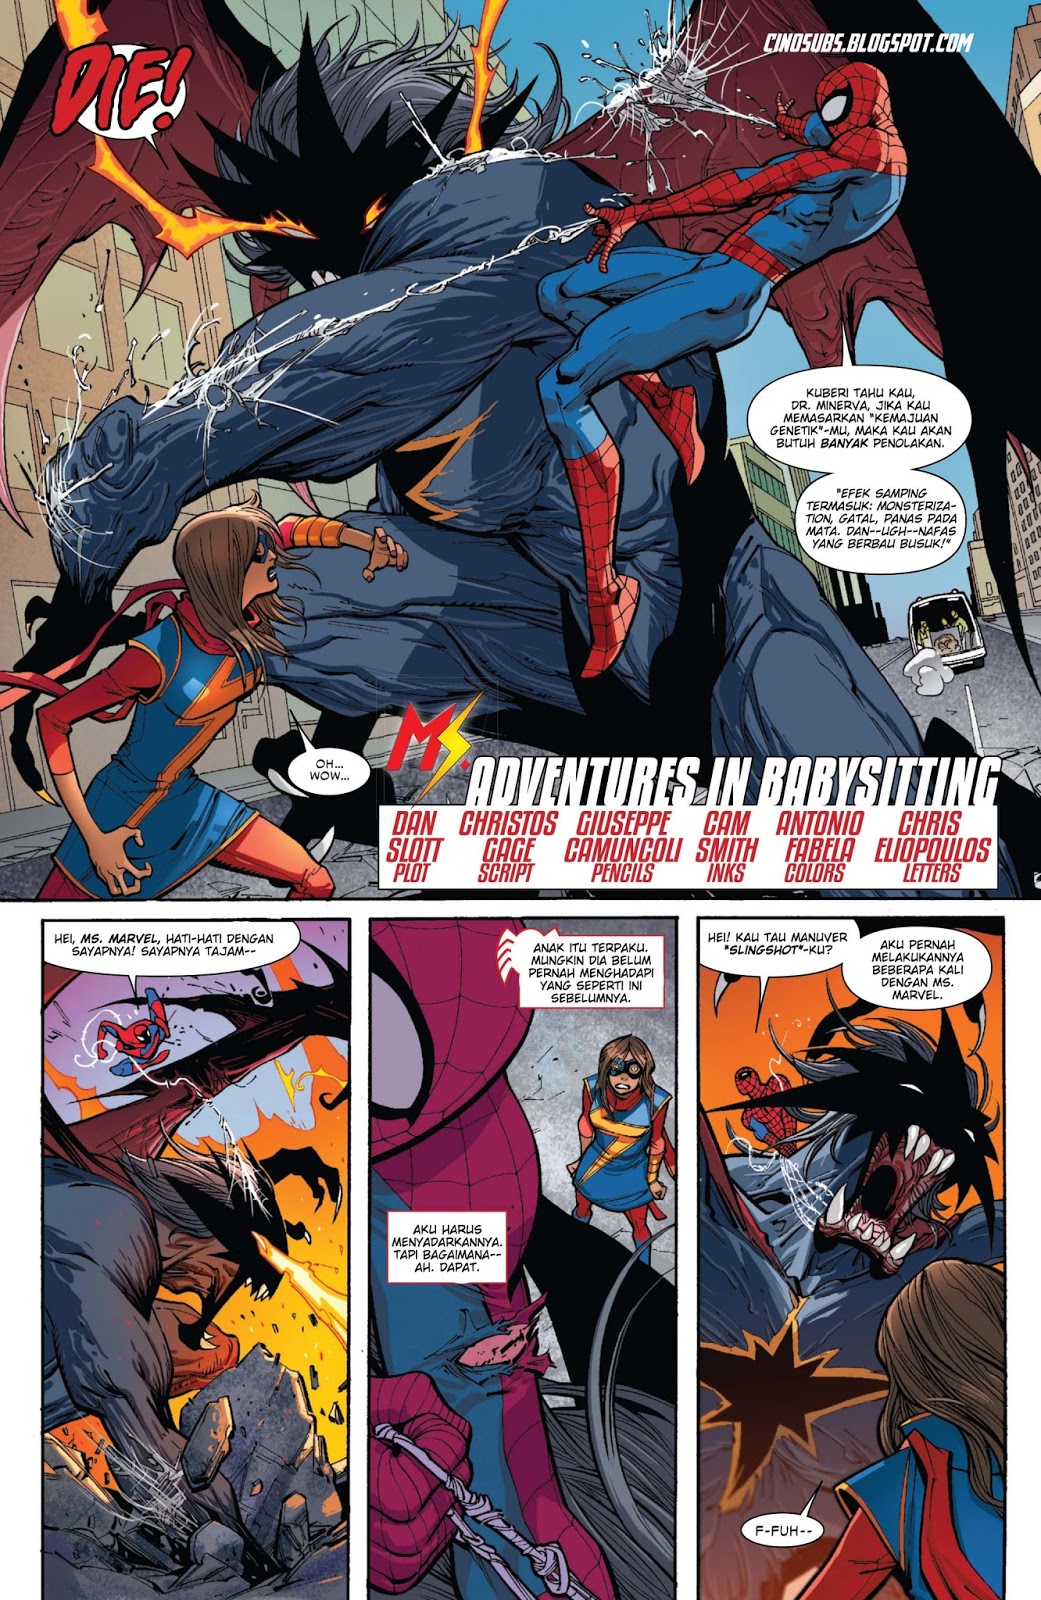 CINOSUBS.BLOGSPOT.COM
DIE!
KUBERI TAHU KAU,
DR. MINERVA, JIKA KAU
MEMASARKAN "KEMAJUAN
GENETIK"-MU, MAKA KAU AKAN
BUTUH BANYAK PENOLAKAN.
"EFEK SAMPING
TERMASUK: MONSTERIZA-
TION, GATAL, PANAS PADA
MATA. DAN--UGH--NAFAS
YANG BERBAU BUSUK!"
OH...
WOW...
MS. ADVENTURES IN BABYSITTING
DAN SLOTT PLOT
CHRISTOS GAGE SCRIPT
GIUSEPPE CAMUNCOLI PENCILS
CAM SMITH INKS
ANTONIO FABELA COLORS
CHRIS ELIOPOULOS LETTERS
HEI, MS. MARVEL, HATI-HATI DENGAN
SAYAPNYA! SAYAPNYA TAJAM--
ANAK ITU TERPAKU.
MUNGKIN DIA BELUM
PERNAH MENGHADAPI
YANG SEPERTI INI
SEBELUMNYA.
AKU HARUS
MENYADARKANNYA.
TAPI BAGAIMANA--
AH. DAPAT.
HEI! KAU TAU MANUVER
"SLINGSHOT"-KU?
AKU PERNAH
MELAKUKANNYA
BEBERAPA KALI
DENGAN MS.
MARVEL.
F-FUH--